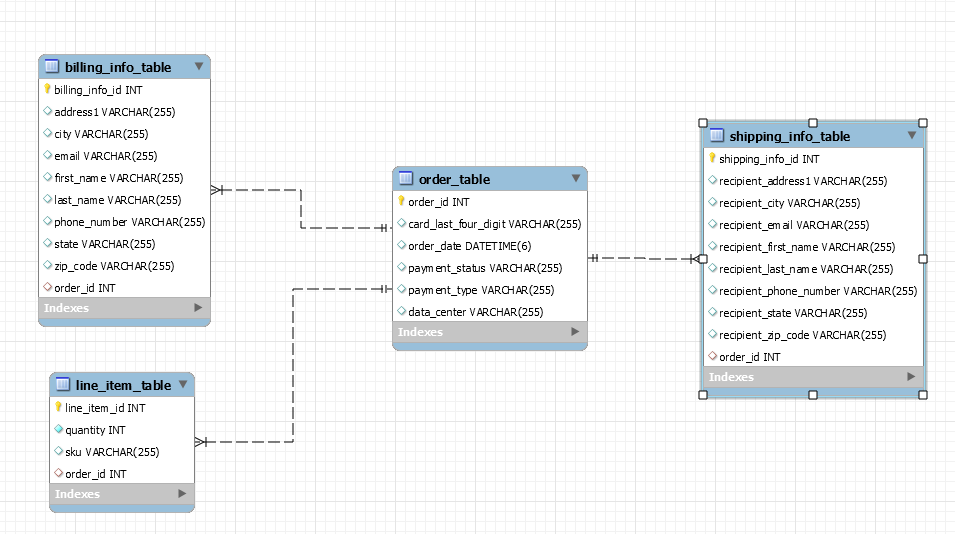 billing_info_table
billing_info_id INT
address1 VARCHAR(255)
city VARCHAR(255)
email VARCHAR(255)
first_name VARCHAR(255)
last_name VARCHAR(255)
phone_number VARCHAR(255)
state VARCHAR(255)
zip_code VARCHAR(255)
order_id INT
Indexes
line_item_table
line_item_id INT
quantity INT
sku VARCHAR(255)
order_id INT
Indexes
order_table
order_id INT
card_last_four_digit VARCHAR(255)
order_date DATETIME(6)
payment_status VARCHAR(255)
payment_type VARCHAR(255)
data_center VARCHAR(255)
Indexes
shipping_info_table
shipping_info_id INT
recipient_address1 VARCHAR(255)
recipient_city VARCHAR(255)
recipient_email VARCHAR(255)
recipient_first_name VARCHAR(255)
recipient_last_name VARCHAR(255)
recipient_phone_number VARCHAR(255)
recipient_state VARCHAR(255)
recipient_zip_code VARCHAR(255)
order_id INT
Indexes